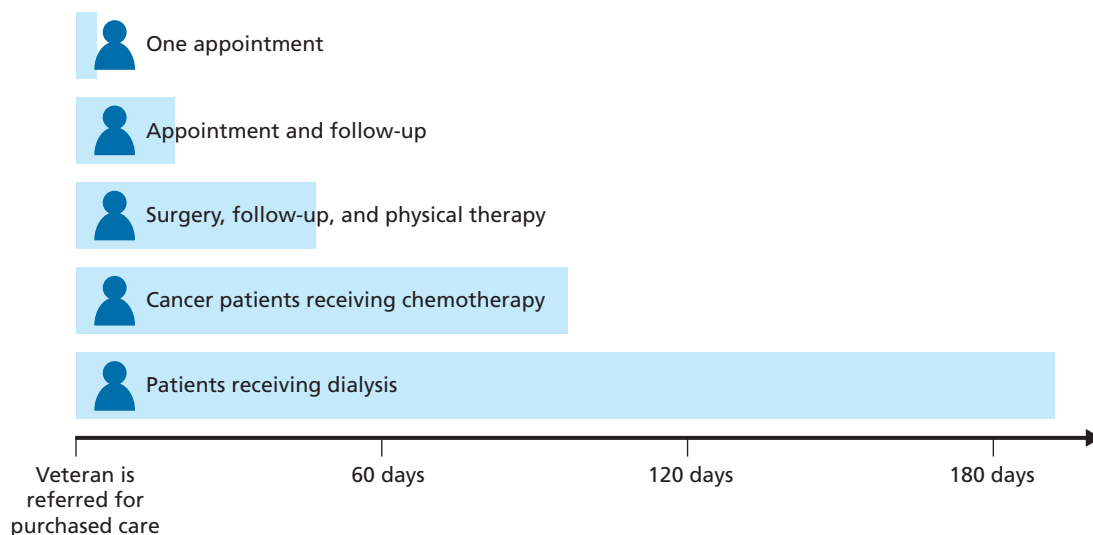 One appointment
Appointment and follow-up
Surgery, follow-up, and physical therapy
Cancer patients receiving chemotherapy
Patients receiving dialysis
Veteran is
referred for
purchased care
60 days
120 days
180 days